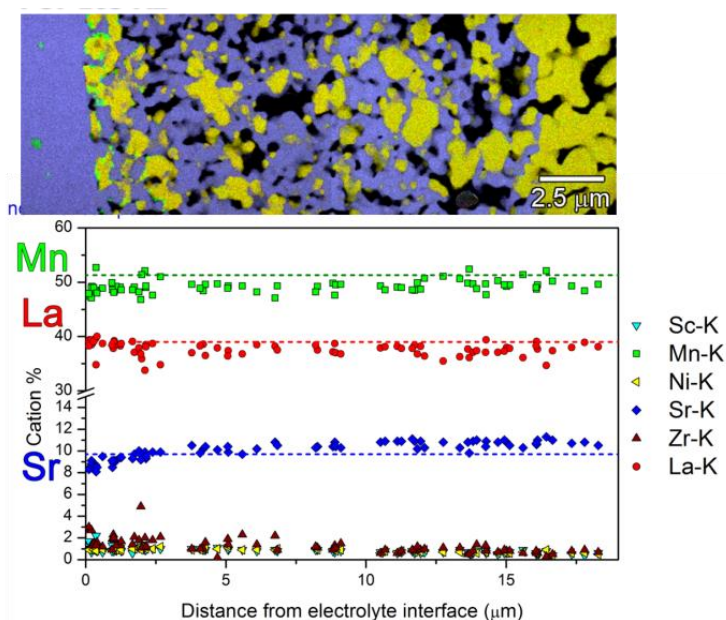 2.5 μm
60
Mn
50
La
40
30
Cation %
14
12
10
Sr
8
6
4
2
0
0 5 10 15
Distance from electrolyte interface (μm)
Sc-K
Mn-K
Ni-K
Sr-K
Zr-K
La-K